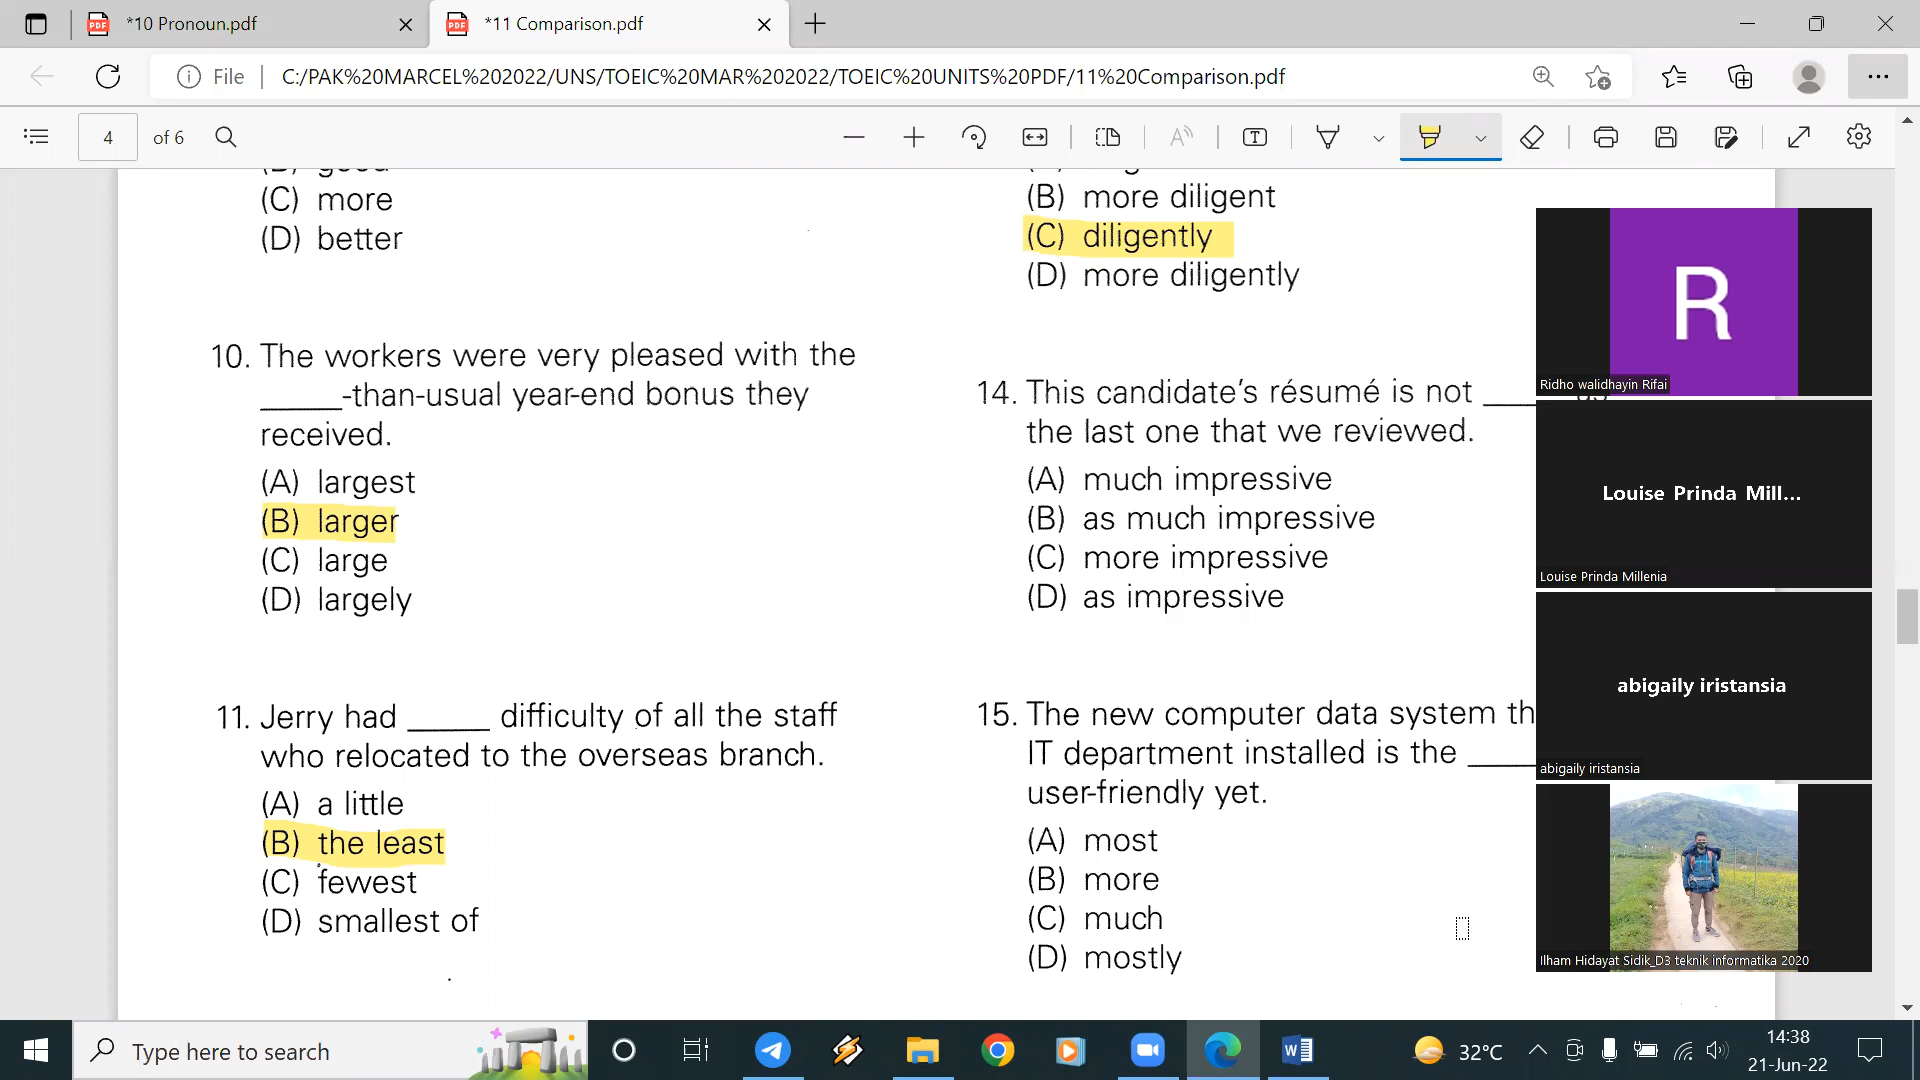 *10 Pronoun.pdf
*11 Comparison.pdf
File
C:/PAK%20MARCEL%202022/UNS/TOEIC%20MAR%202022/TOEIC%20UNITS%20PDF/11%20Comparison.pdf
4 of 6
(C) more
(D) better
10. The workers were very pleased with the
_____-than-usual year-end bonus they
received.
(A) largest
(B) larger
(C) large
(D) largely
11. Jerry had _____ difficulty of all the staff
who relocated to the overseas branch.
(A) a little
(B) the least
(C) fewest
(D) smallest of
(B) more diligent
(C) diligently
(D) more diligently
14. This candidate's résumé is not ____
the last one that we reviewed.
(A) much impressive
(B) as much impressive
(C) more impressive
(D) as impressive
15. The new computer data system th
IT department installed is the ____
user-friendly yet.
(A) most
(B) more
(C) much
(D) mostly
R
Ridho walidhayin Rifai
Louise Prinda Mill...
Louise Prinda Millenia
abigaily iristansia
abigaily iristansia
Ilham Hidayat Sidik_D3 teknik informatika 2020
Type here to search
32°C
14:38
21-Jun-22